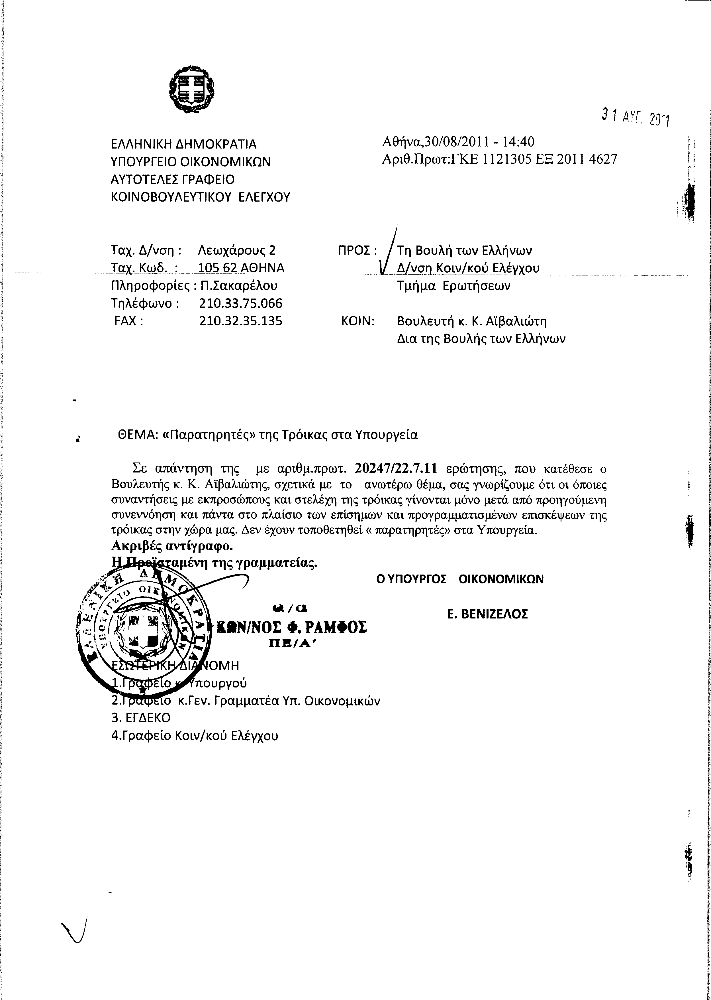 31 ΑΥΓ. 2011
ΕΛΛΗΝΙΚΗ ΔΗΜΟΚΡΑΤΙΑ
ΥΠΟΥΡΓΕΙΟ ΟΙΚΟΝΟΜΙΚΩΝ
ΑΥΤΟΤΕΛΕΣ ΓΡΑΦΕΙΟ
ΚΟΙΝΟΒΟΥΛΕΥΤΙΚΟΥ ΕΛΕΓΧΟΥ
Αθήνα,30/08/2011 - 14:40
Αριθ.Πρωτ:ΓΚΕ 1121305 ΕΞ 2011 4627
Ταχ. Δ/νση : Λεωχάρους 2
Ταχ. Κωδ. : 105 62 ΑΘΗΝΑ
Πληροφορίες : Π.Σακαρέλου
Τηλέφωνο : 210.33.75.066
FAX : 210.32.35.135
ΠΡΟΣ : Τη Βουλή των Ελλήνων
Δ/νση Κοιν/κού Ελέγχου
Τμήμα Ερωτήσεων
ΚΟΙΝ: Βουλευτή κ. Κ. Αϊβαλιώτη
Δια της Βουλής των Ελλήνων
ΘΕΜΑ: «Παρατηρητές» της Τρόικας στα Υπουργεία
Σε απάντηση της με αριθμ.πρωτ. 20247/22.7.11 ερώτησης, που κατέθεσε ο
Βουλευτής κ. Κ. Αϊβαλιώτης, σχετικά με το ανωτέρω θέμα, σας γνωρίζουμε ότι οι όποιες
συναντήσεις με εκπροσώπους και στελέχη της τρόικας γίνονται μόνο μετά από προηγούμενη
συνεννόηση και πάντα στο πλαίσιο των επίσημων και προγραμματισμένων επισκέψεων της
τρόικας στην χώρα μας. Δεν έχουν τοποθετηθεί « παρατηρητές» στα Υπουργεία.
Ακριβές αντίγραφο.
Η Προϊσταμένη της γραμματείας.
Ο ΥΠΟΥΡΓΟΣ ΟΙΚΟΝΟΜΙΚΩΝ
Ε. ΒΕΝΙΖΕΛΟΣ
ΕΛΛΗΝΙΚΗ ΔΗΜΟΚΡΑΤΙΑ
ΥΠΟΥΡΓΕΙΟ ΟΙΚΟΝΟΜΙΚΩΝ
α/α
ΚΩΝ/ΝΟΣ Φ. ΡΑΜΦΟΣ
ΠΕ/Α'
ΕΣΩΤΕΡΙΚΗ ΔΙΑΝΟΜΗ
1.Γραφείο κ. Υπουργού
2.Γραφείο κ.Γεν. Γραμματέα Υπ. Οικονομικών
3. ΕΓΔΕΚΟ
4.Γραφείο Κοιν/κού Ελέγχου